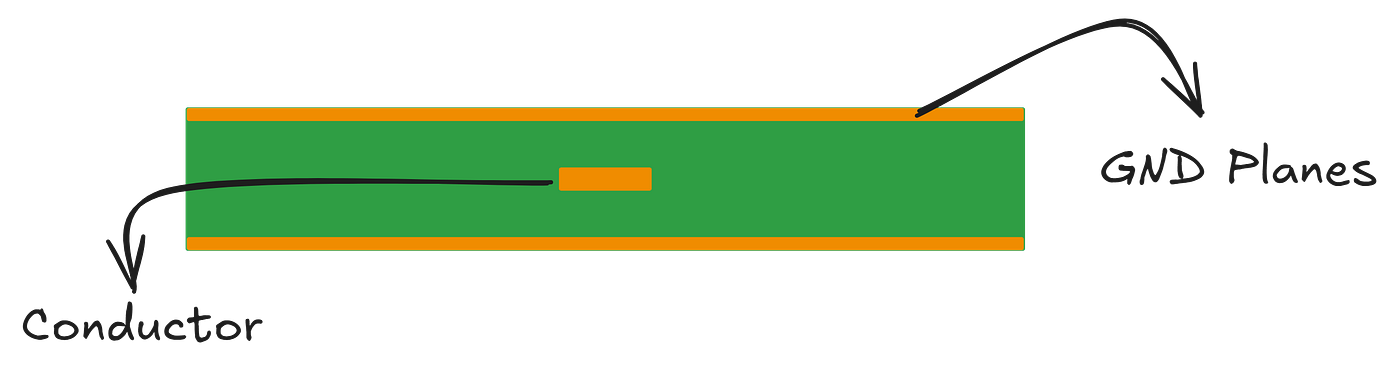 GND Planes
Conductor